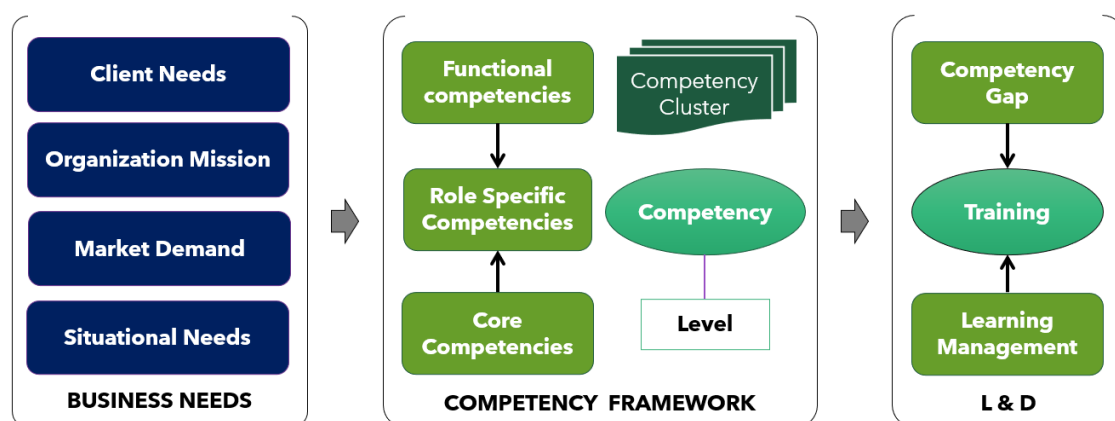 Client Needs
Organization Mission
Market Demand
Situational Needs
BUSINESS NEEDS
Functional
competencies
Competency
Cluster
Role Specific
Competencies
Competency
Core
Competencies
Level
COMPETENCY FRAMEWORK
Competency
Gap
Training
Learning
Management
L & D